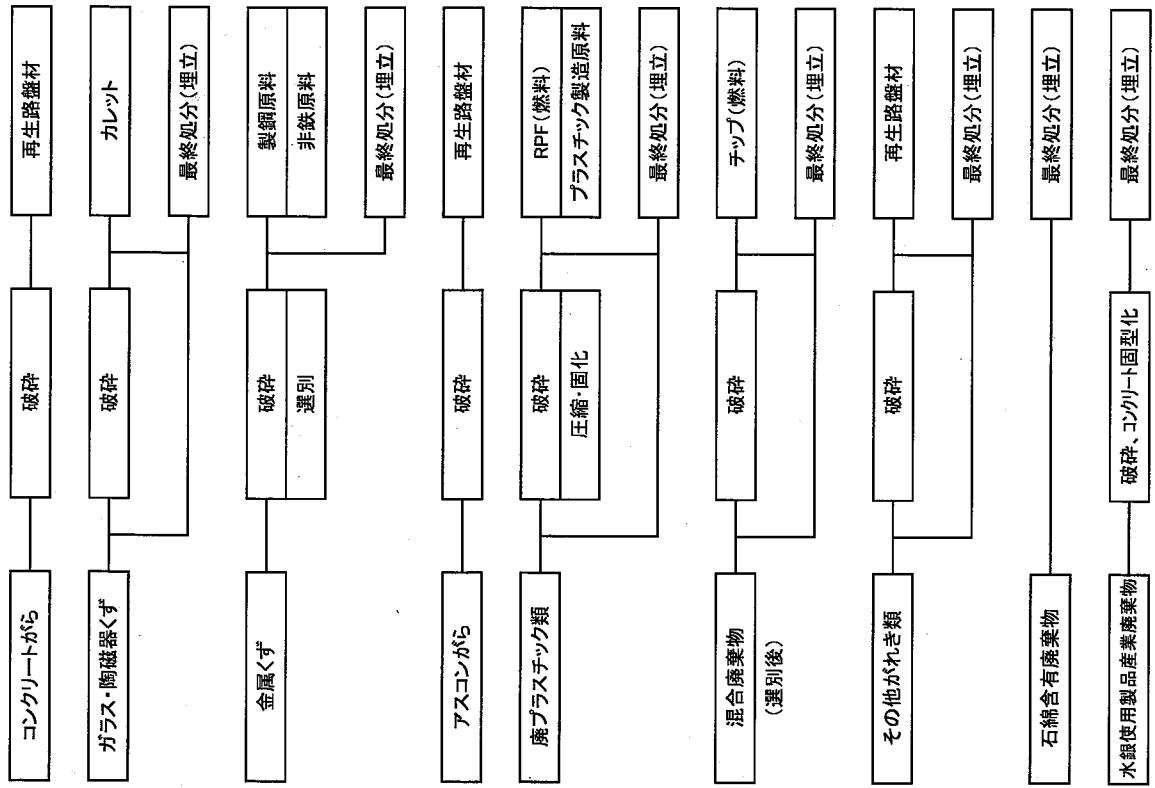 コンクリートがら
破砕
再生路盤材
ガラス・陶磁器くず
破砕
カレット
最終処分(埋立)
金属くず
破砕
選別
製鋼原料
非鉄原料
最終処分(埋立)
アスコンがら
破砕
再生路盤材
廃プラスチック類
破砕
圧縮・固化
RPF(燃料)
プラスチック製造原料
最終処分(埋立)
混合廃棄物
(選別後)
破砕
チップ(燃料)
最終処分(埋立)
その他がれき類
破砕
再生路盤材
最終処分(埋立)
石綿含有廃棄物
最終処分(埋立)
水銀使用製品産業廃棄物
破砕、コンクリート固型化
最終処分(埋立)